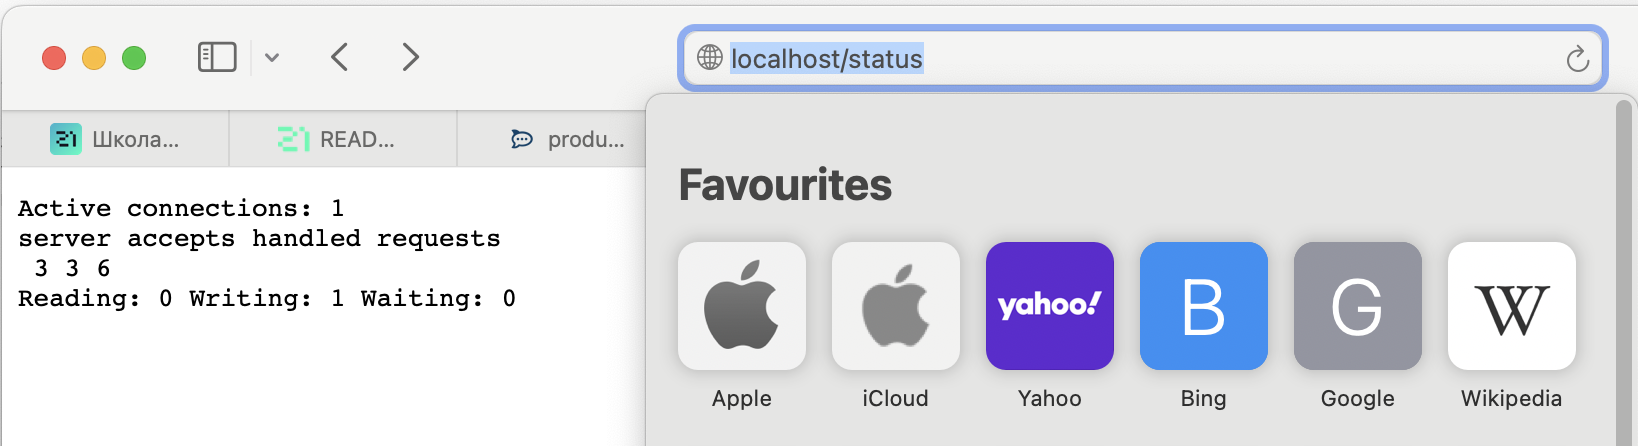 localhost/status
Школа...
READ...
produ...
Active connections: 1
server accepts handled requests
3 3 6
Reading: 0 Writing: 1 Waiting: 0
Favourites
yahoo!
B
G
W
Apple
iCloud
Yahoo
Bing
Google
Wikipedia